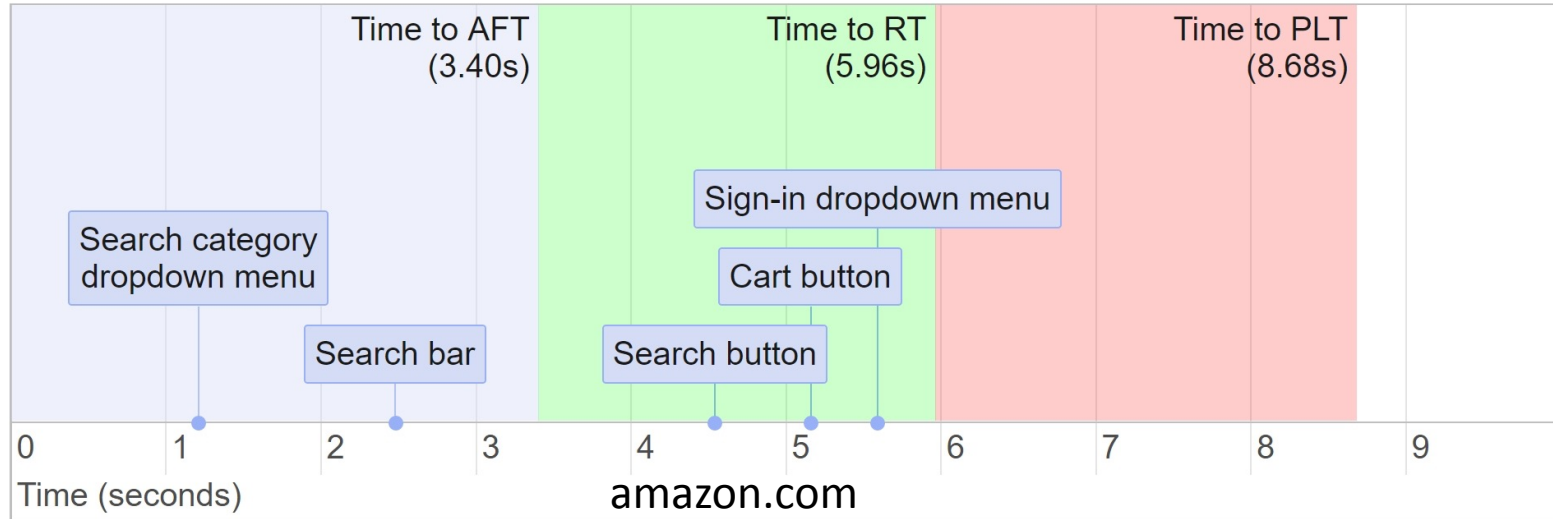 Time to AFT
(3.40s)
Time to RT
(5.96s)
Time to PLT
(8.68s)
Sign-in dropdown menu
Search category
dropdown menu
Cart button
Search bar
Search button
0 1 2 3 4 5 6 7 8 9
Time (seconds)
amazon.com